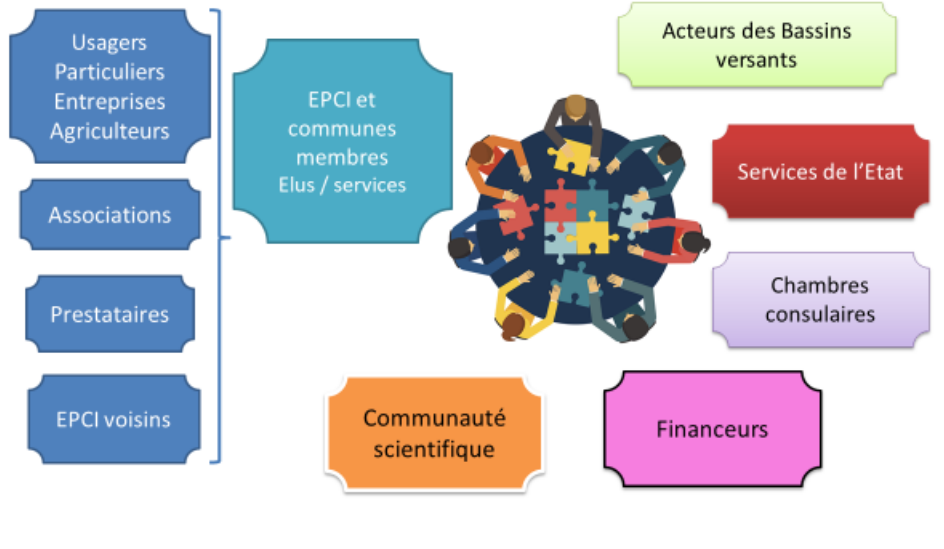 Usagers
Particuliers
Entreprises
Agriculteurs
Associations
Prestataires
EPCI voisins
EPCI et
communes
membres
Elus / services
Acteurs des Bassins
versants
Services de l'Etat
Chambres
consulaires
Communauté
scientifique
Financeurs